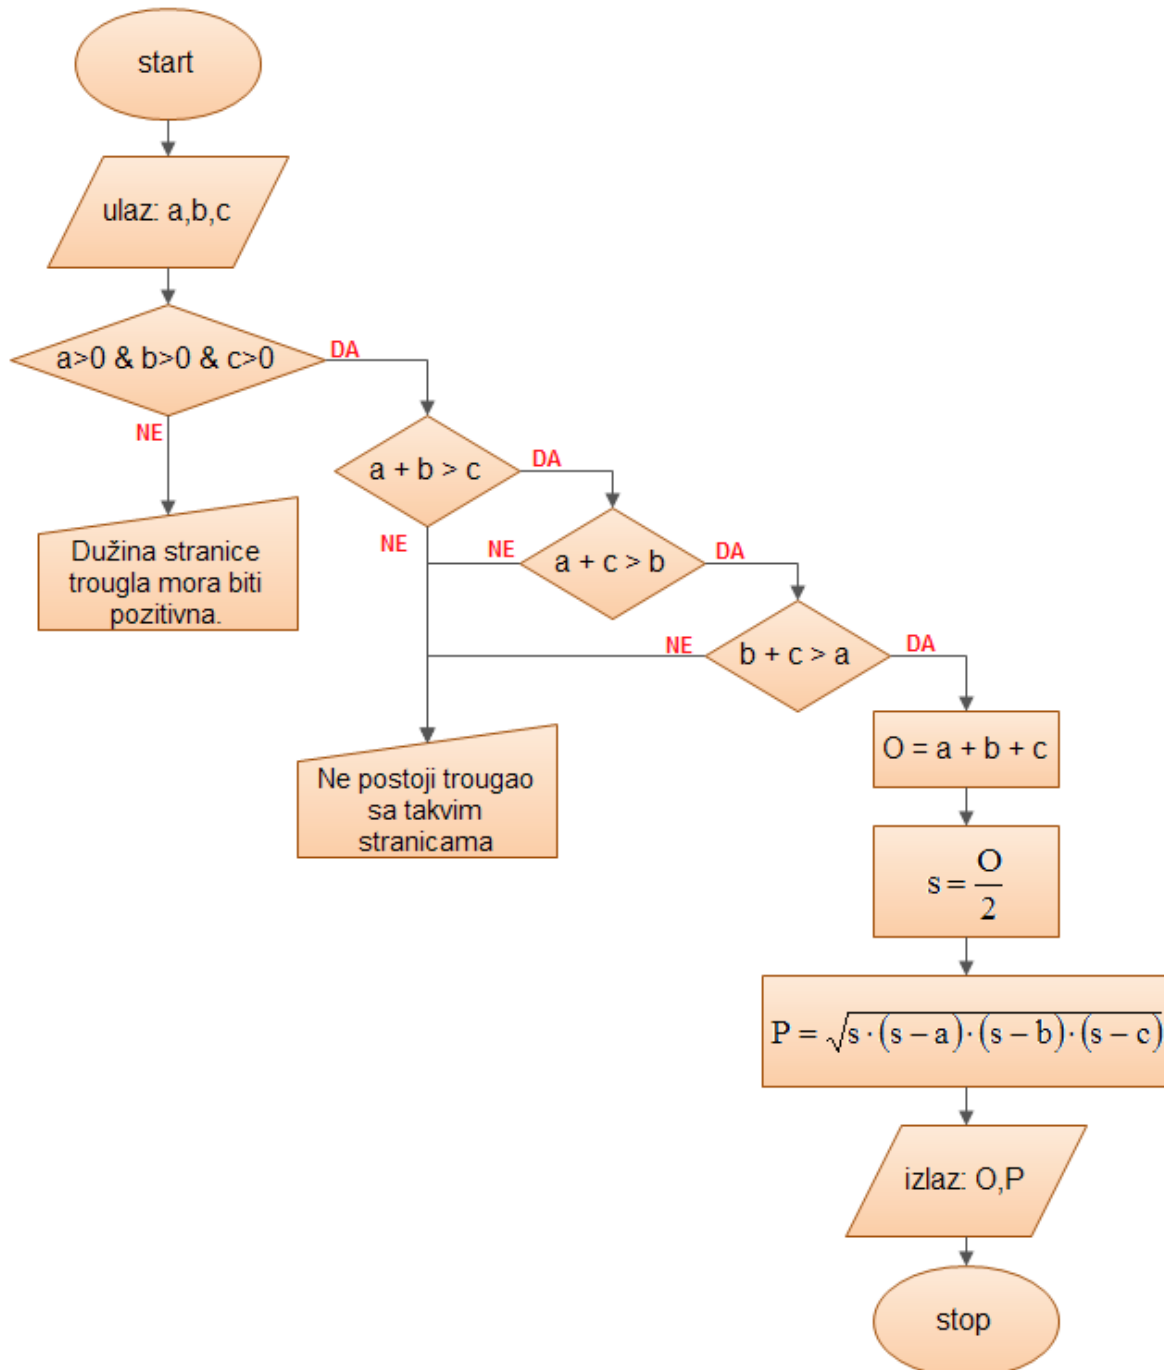 start
ulaz: a,b,c
a>0 & b>0 & c>0
DA
NE
a + b > c
DA
NE
Dužina stranice
trougla mora biti
pozitivna.
a + c > b
NE
DA
b + c > a
NE
DA
Ne postoji trougao
sa takvim
stranicama
O = a + b + c
s = O/2
P = √s · (s – a) · (s – b) · (s – c)
izlaz: O,P
stop